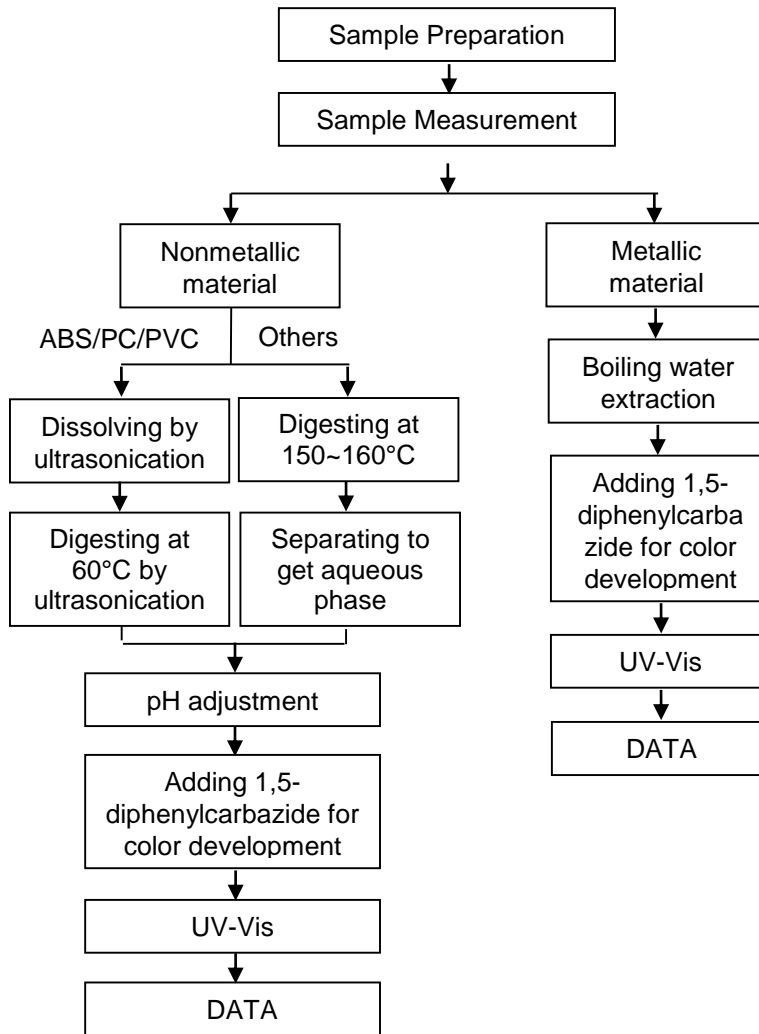 Sample Preparation
Sample Measurement
Nonmetallic
material
Metallic
material
ABS/PC/PVC
Others
Boiling water
extraction
Dissolving by
ultrasonication
Digesting at
150~160°C
Adding 1,5-
diphenylcarba
zide for color
development
Digesting at
60°C by
ultrasonication
Separating to
get aqueous
phase
UV-Vis
pH adjustment
DATA
Adding 1,5-
diphenylcarbazide for
color development
UV-Vis
DATA